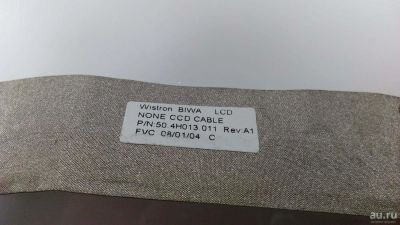 Wistron BIWA LCD
NONE CCD CABLE
P/N:50.4H013.011 Rev:A1
FVC 08/01/04 C
au.ru